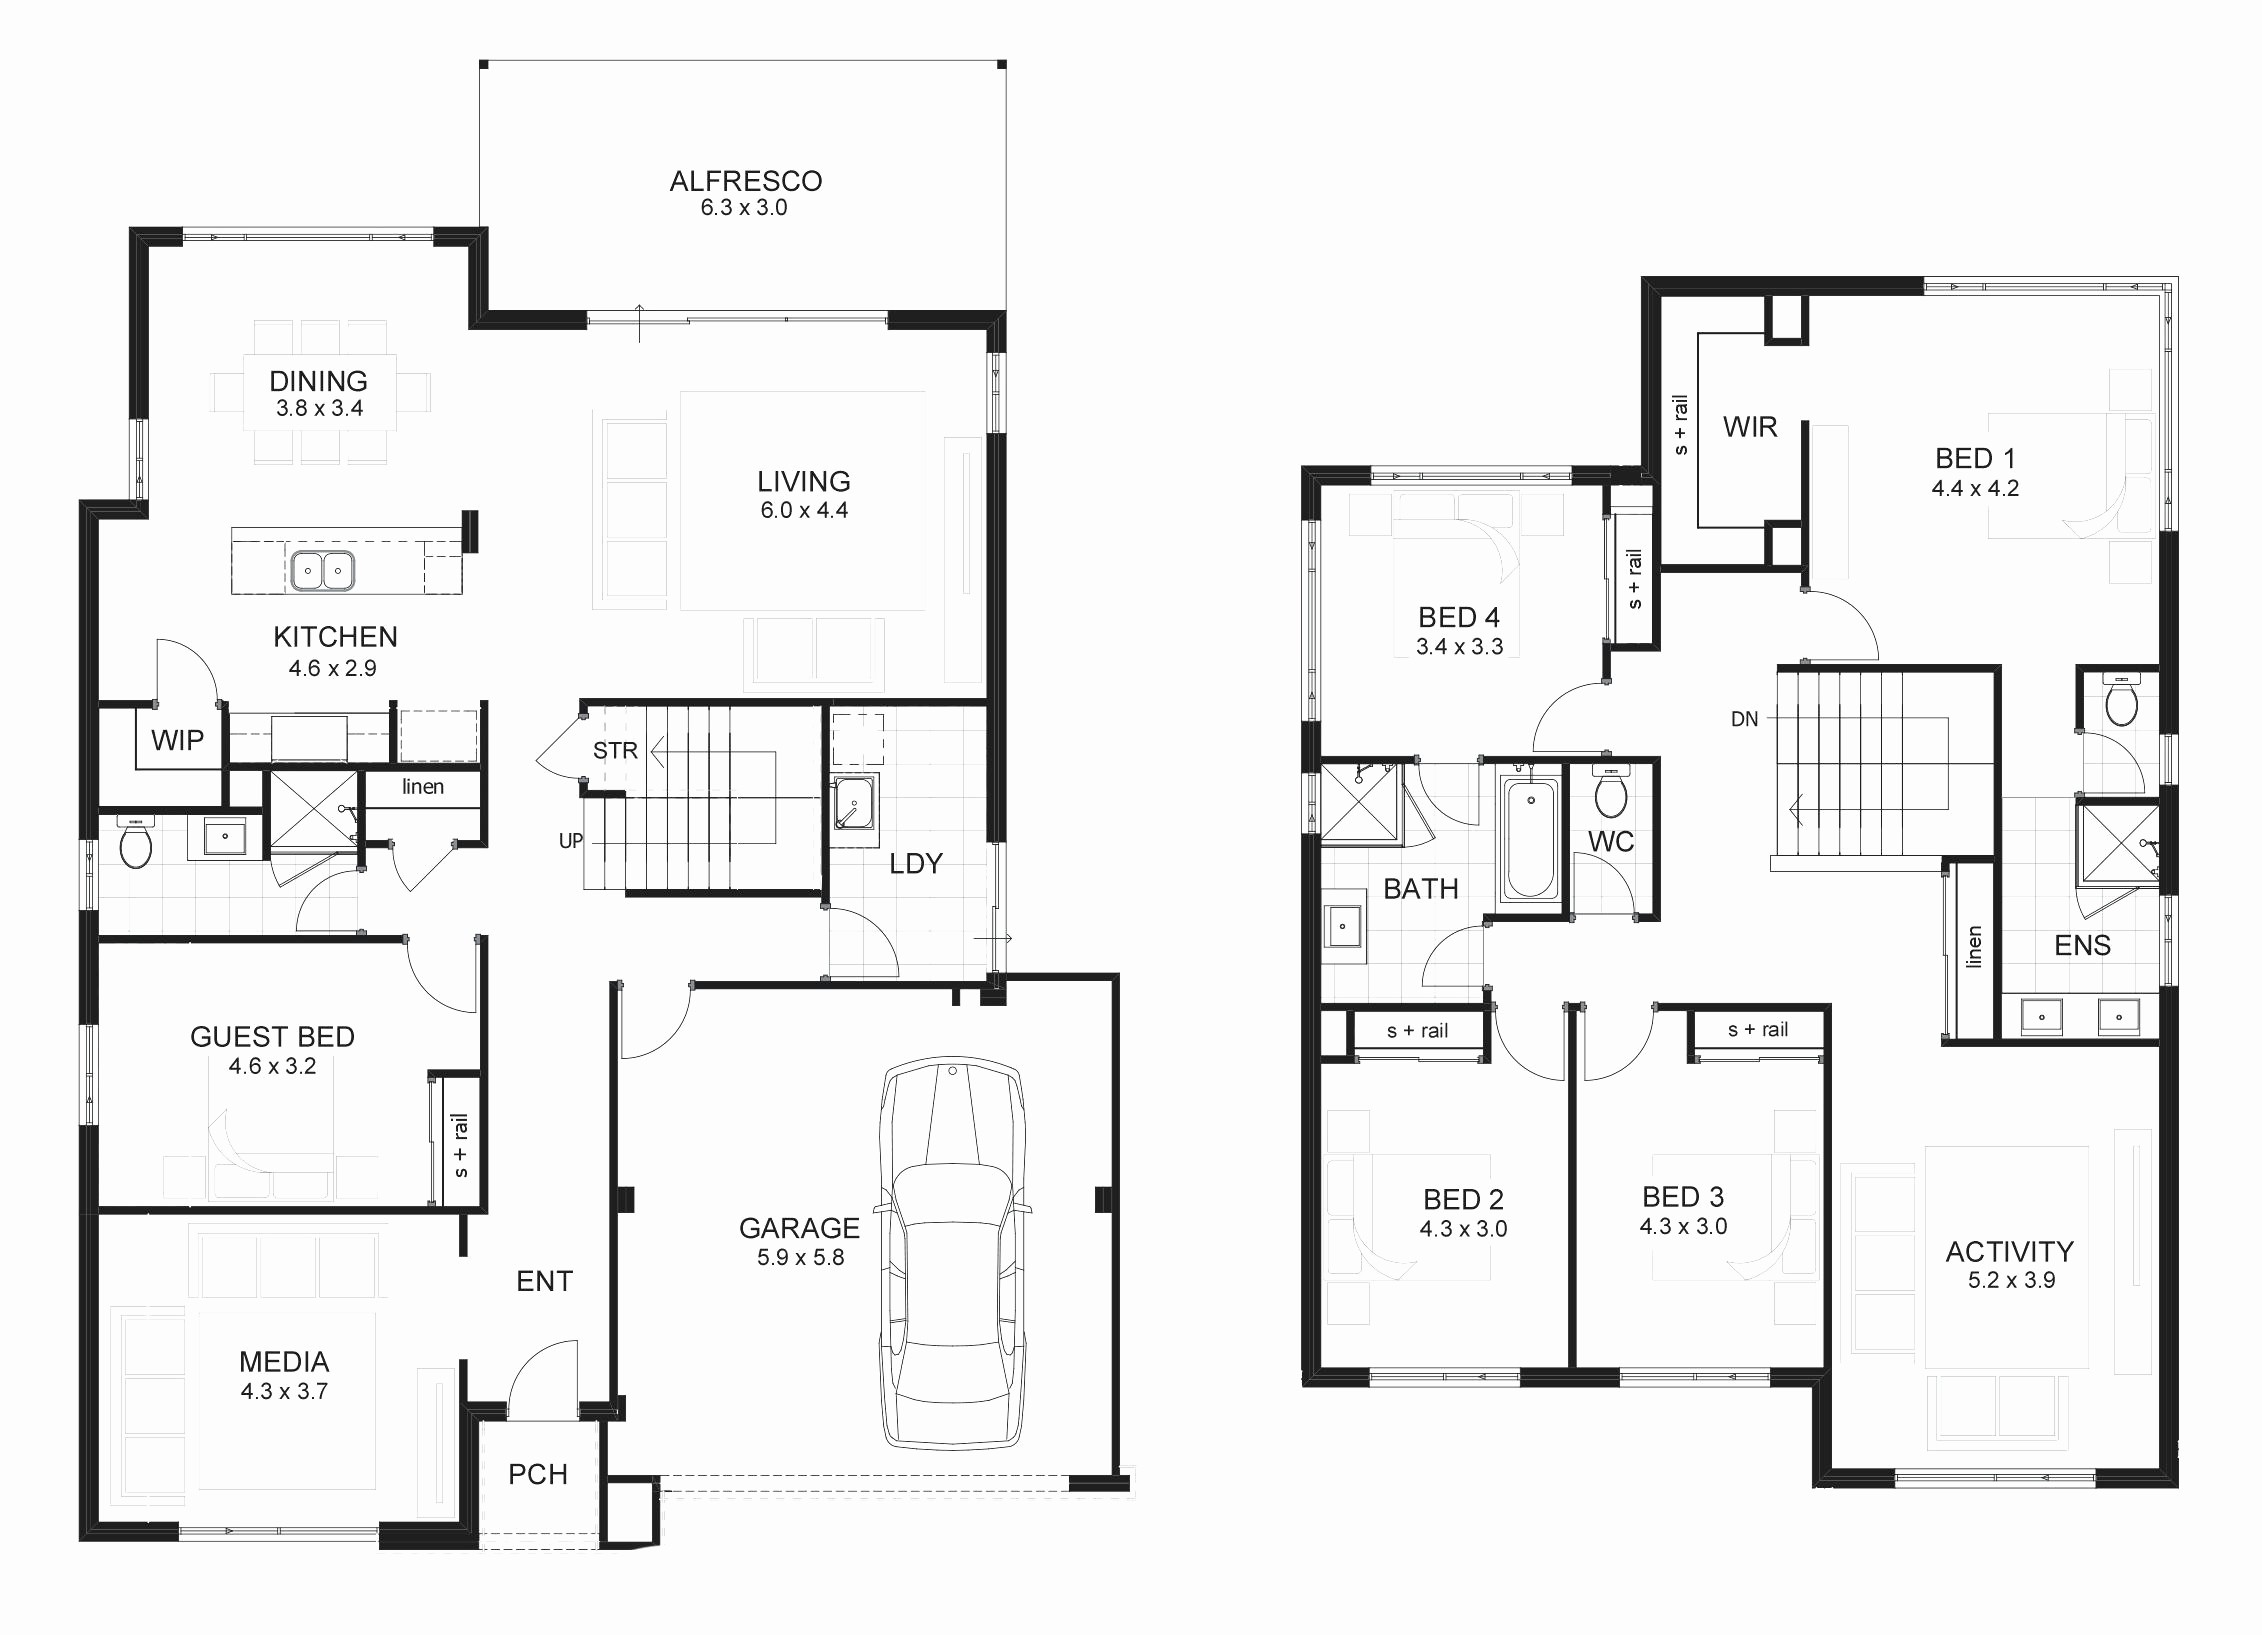 ALFRESCO
6.3 x 3.0
DINING
3.8 x 3.4
LIVING
6.0 x 4.4
KITCHEN
4.6 x 2.9
WIP
STR
linen
UP
LDY
GUEST BED
4.6 x 3.2
s + rail
GARAGE
5.9 x 5.8
ENT
MEDIA
4.3 x 3.7
PCH
s + rail
WIR
BED 1
4.4 x 4.2
s + rail
BED 4
3.4 x 3.3
DN
WC
BATH
linen
ENS
s + rail
s + rail
BED 2
4.3 x 3.0
BED 3
4.3 x 3.0
ACTIVITY
5.2 x 3.9